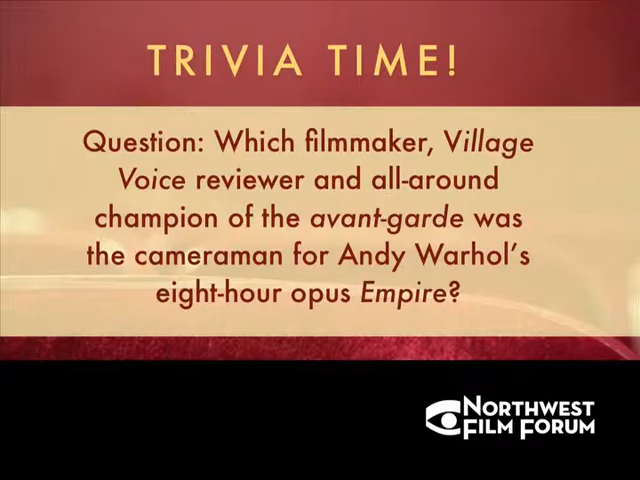 TRIVIA TIME!
Question: Which filmmaker, Village
Voice reviewer and all-around
champion of the avant-garde was
the cameraman for Andy Warhol's
eight-hour opus Empire?
NORTHWEST
FILM FORUM